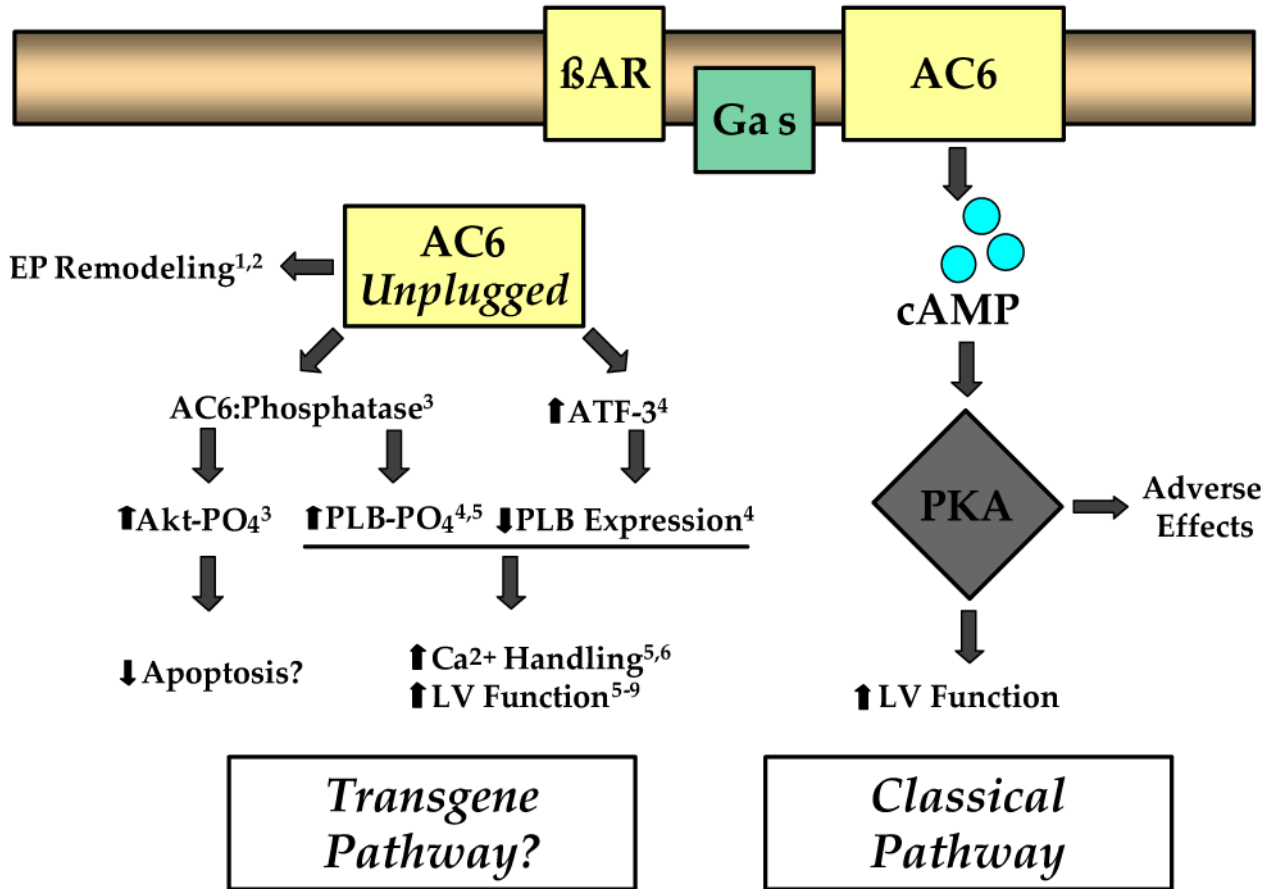 ßAR
Ga s
AC6
AC6
Unplugged
EP Remodeling1,2
cAMP
AC6:Phosphatase3
⬆ATF-34
⬆Akt-PO43
⬆PLB-PO44,5
⬇PLB Expression4
PKA
Adverse
Effects
⬇Apoptosis?
⬆Ca2+ Handling5,6
⬆LV Function5-9
⬆LV Function
Transgene
Pathway?
Classical
Pathway